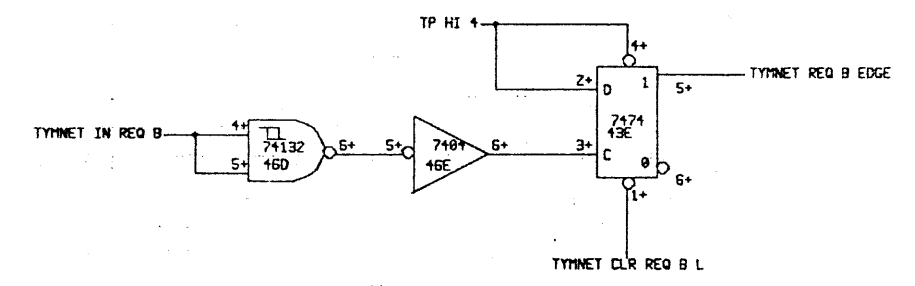 TP HI 4
4+
2+
D
1
TYMNET REQ B EDGE
5+
7474
43E
TYMNET IN REQ B
4+
74132
5+
46D
6+
5+
7404
46E
6+
3+
C
0
6+
1+
TYMNET CLR REQ B L